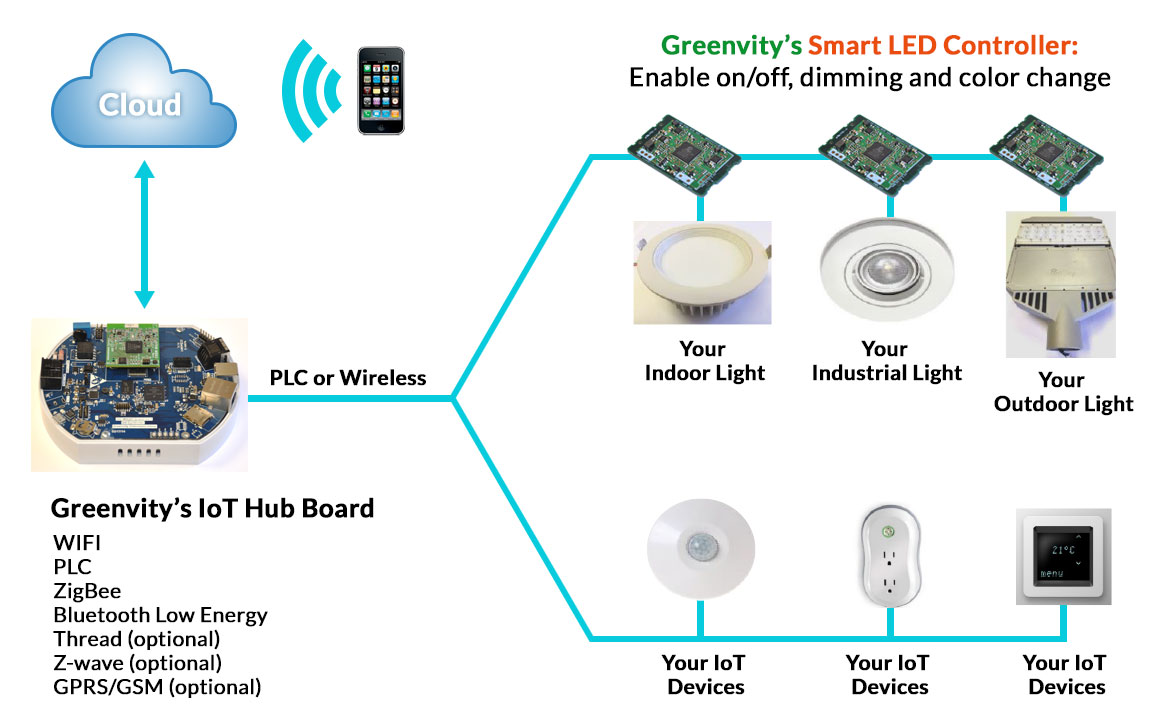 Cloud
Greenvity's Smart LED Controller:
Enable on/off, dimming and color change
Your
Indoor Light
Your
Industrial Light
Your
Outdoor Light
PLC or Wireless
Greenvity's IoT Hub Board
WIFI
PLC
ZigBee
Bluetooth Low Energy
Thread (optional)
Z-wave (optional)
GPRS/GSM (optional)
21°C
menu
Your IoT
Devices
Your IoT
Devices
Your IoT
Devices